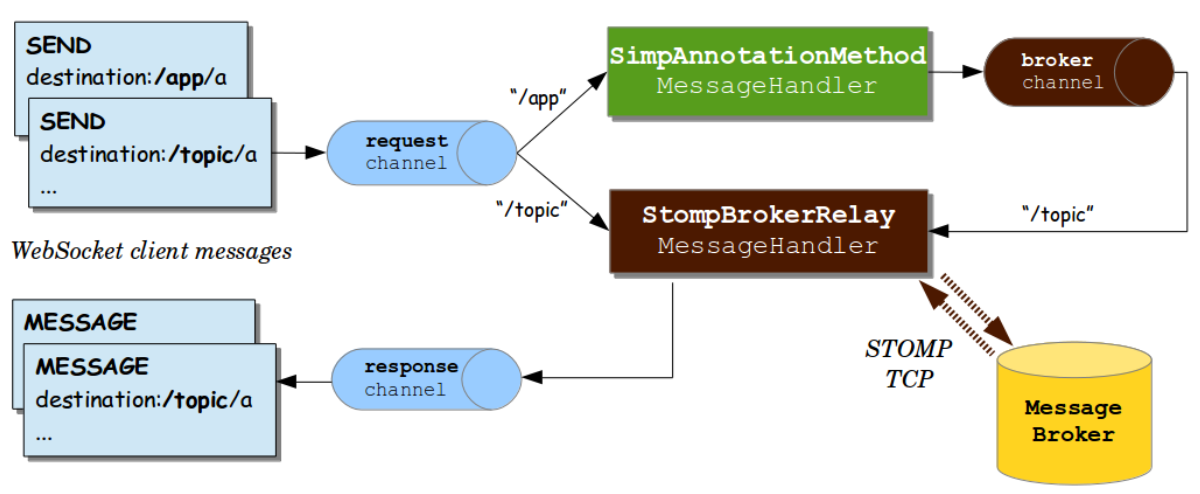 SEND
destination:/app/a
SEND
destination:/topic/a
...
WebSocket client messages
request
channel
“/app”
“/topic”
SimpAnnotationMethod
MessageHandler
broker
channel
StompBrokerRelay
MessageHandler
“/topic”
MESSAGE
MESSAGE
destination:/topic/a
...
response
channel
STOMP
TCP
Message
Broker